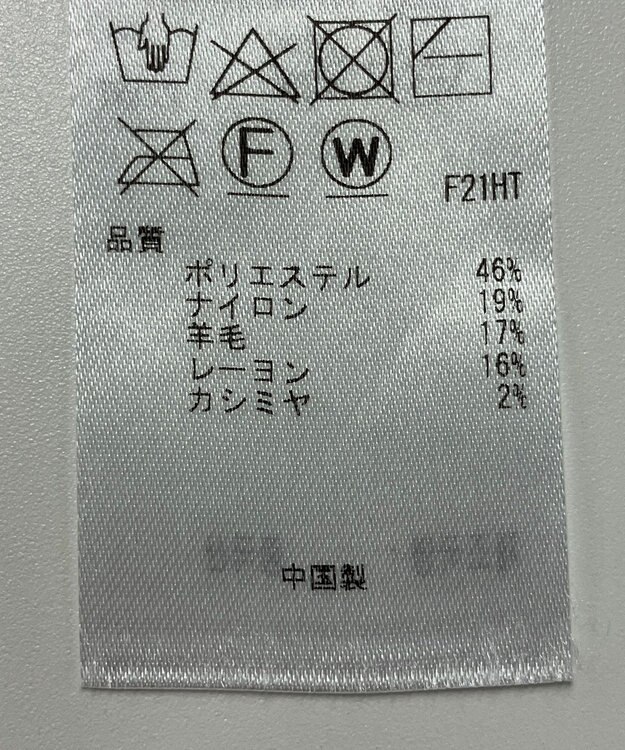 F W
F21HT
品質
ポリエステル 46%
ナイロン 19%
羊毛 17%
レーヨン 16%
カシミヤ 2%
中国製